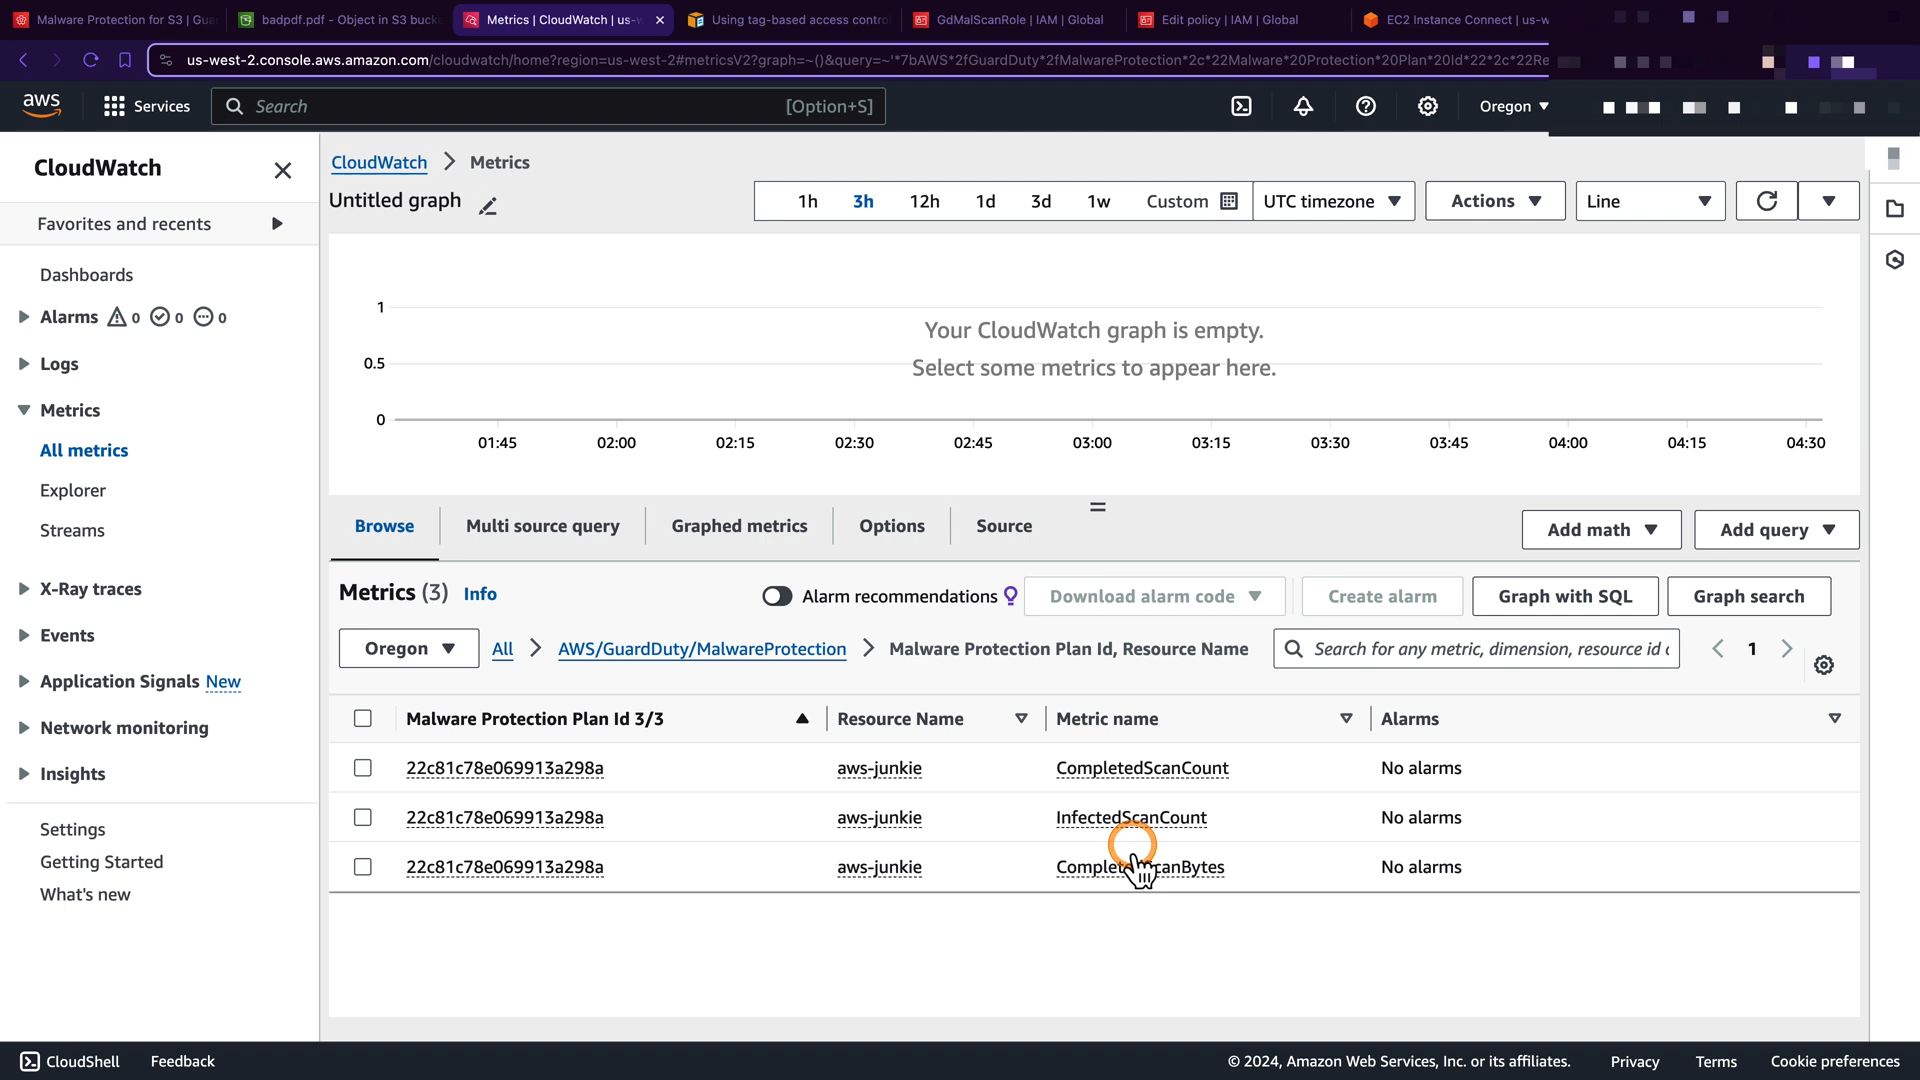 Malware Protection for S3 | Gua
badpdf.pdf - Object in S3 bucke
Metrics | CloudWatch | us-w
Using tag-based access contro
GdMalScanRole | IAM | Global
Edit policy | IAM | Global
EC2 Instance Connect | us-w
us-west-2.console.aws.amazon.com/cloudwatch/home?region=us-west-2#metricsV2?graph=~()&query=~'*7bAWS*2fGuardDuty*2fMalwareProtection*2c*22Malware*20Protection*20Plan*20Id*22*2c*22Re
aws
Services
Search
[Option+S]
Oregon
CloudWatch
Favorites and recents
Dashboards
Alarms 0 0 0
Logs
Metrics
All metrics
Explorer
Streams
X-Ray traces
Events
Application Signals New
Network monitoring
Insights
Settings
Getting Started
What's new
CloudWatch > Metrics
Untitled graph
1h 3h 12h 1d 3d 1w Custom UTC timezone Actions Line
1
0.5
0
Your CloudWatch graph is empty.
Select some metrics to appear here.
01:45 02:00 02:15 02:30 02:45 03:00 03:15 03:30 03:45 04:00 04:15 04:30
Browse Multi source query Graphed metrics Options Source Add math Add query
Metrics (3) Info Alarm recommendations Download alarm code Create alarm Graph with SQL Graph search
Oregon All > AWS/GuardDuty/MalwareProtection > Malware Protection Plan Id, Resource Name Search for any metric, dimension, resource id 1
Malware Protection Plan Id 3/3 Resource Name Metric name Alarms
22c81c78e069913a298a aws-junkie CompletedScanCount No alarms
22c81c78e069913a298a aws-junkie InfectedScanCount No alarms
22c81c78e069913a298a aws-junkie CompletedScanBytes No alarms
CloudShell Feedback © 2024, Amazon Web Services, Inc. or its affiliates. Privacy Terms Cookie preferences